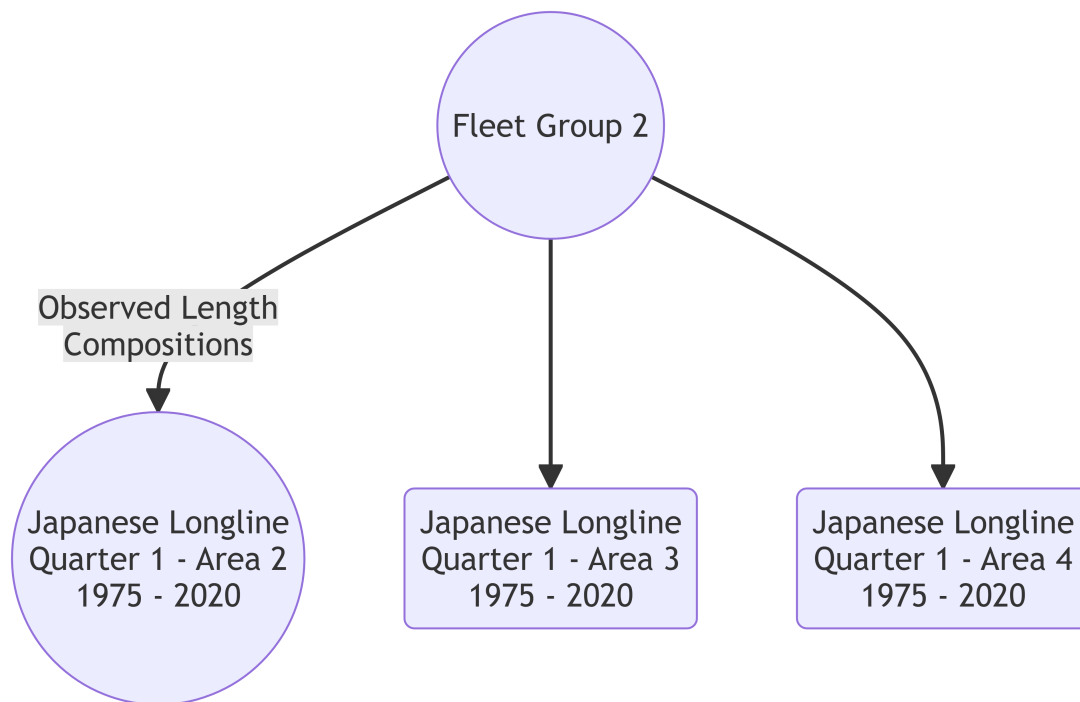 Fleet Group 2
Observed Length
Compositions
Japanese Longline
Quarter 1 - Area 2
1975 - 2020
Japanese Longline
Quarter 1 - Area 3
1975 - 2020
Japanese Longline
Quarter 1 - Area 4
1975 - 2020